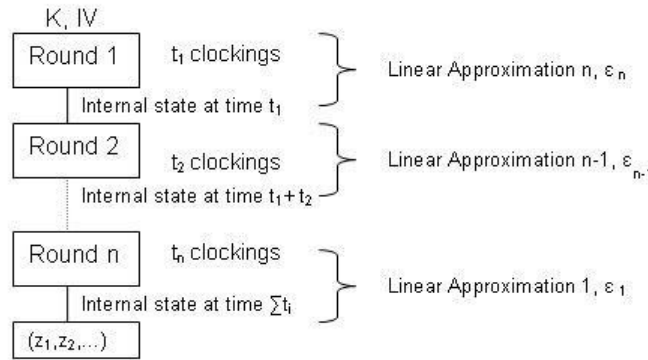 K, IV
Round 1
t₁ clockings
Linear Approximation n, εₙ
Internal state at time t₁
Round 2
t₂ clockings
Linear Approximation n-1, εₙ₋
Internal state at time t₁+t₂
Round n
tₙ clockings
Linear Approximation 1, ε₁
Internal state at time ∑tᵢ
(z₁,z₂,...)